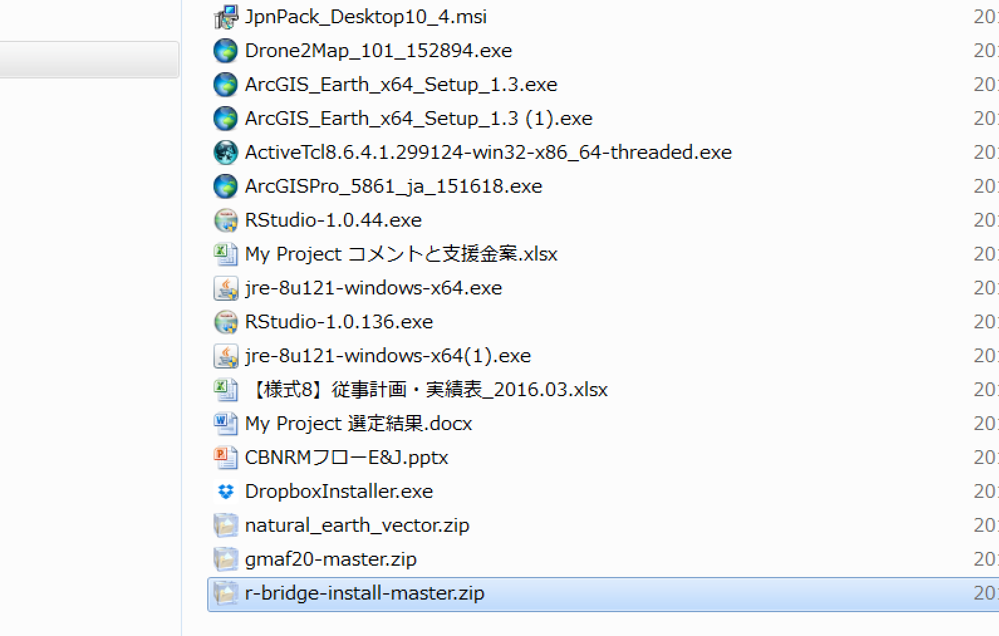 JpnPack_Desktop10_4.msi 20
Drone2Map_101_152894.exe 20
ArcGIS_Earth_x64_Setup_1.3.exe 20
ArcGIS_Earth_x64_Setup_1.3 (1).exe 20
ActiveTcl8.6.4.1.299124-win32-x86_64-threaded.exe 20
ArcGISPro_5861_ja_151618.exe 20
RStudio-1.0.44.exe 20
My Project コメントと支援金案.xlsx 20
jre-8u121-windows-x64.exe 20
RStudio-1.0.136.exe 20
jre-8u121-windows-x64(1).exe 20
【様式8】従事計画・実績表_2016.03.xlsx 20
My Project 選定結果.docx 20
CBNRMフローE&J.pptx 20
DropboxInstaller.exe 20
natural_earth_vector.zip 20
gmaf20-master.zip 20
r-bridge-install-master.zip 20